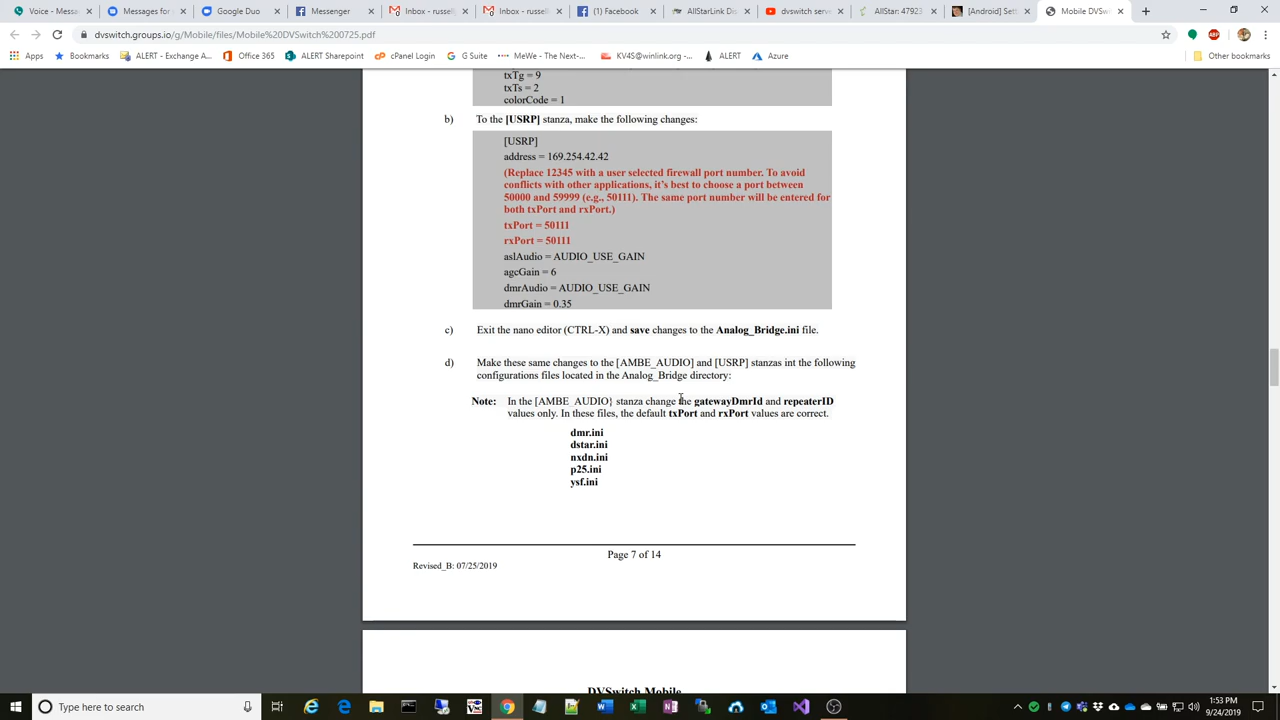 Voice - Messa
Messages for w
Google Duo
Messenger
Inbox - russell
Inbox - russell
(1) Facebook
AllStarLink Dia
dvswitch serve
AllStar: 47923
[Android] Sett
Mobile DVSwit
dvswitch.groups.io/g/Mobile/files/Mobile%20DVSwitch%200725.pdf
Apps
Bookmarks
ALERT - Exchange A...
Office 365
ALERT Sharepoint
cPanel Login
G Suite
MeWe - The Next-...
KV4S@winlink.org -...
ALERT
Azure
Other bookmarks
txTg = 9
txTs = 2
colorCode = 1
b) To the [USRP] stanza, make the following changes:
[USRP]
address = 169.254.42.42
(Replace 12345 with a user selected firewall port number. To avoid
conflicts with other applications, it's best to choose a port between
50000 and 59999 (e.g., 50111). The same port number will be entered for
both txPort and rxPort.)
txPort = 50111
rxPort = 50111
aslAudio = AUDIO_USE_GAIN
agcGain = 6
dmrAudio = AUDIO_USE_GAIN
dmrGain = 0.35
c) Exit the nano editor (CTRL-X) and save changes to the Analog_Bridge.ini file.
d) Make these same changes to the [AMBE_AUDIO] and [USRP] stanzas int the following
configurations files located in the Analog_Bridge directory:
Note: In the [AMBE_AUDIO} stanza change the gatewayDmrId and repeaterID
values only. In these files, the default txPort and rxPort values are correct.
dmr.ini
dstar.ini
nxdn.ini
p25.ini
ysf.ini
Page 7 of 14
Revised_B: 07/25/2019
DVSwitch Mobile
Type here to search
1:53 PM
9/24/2019